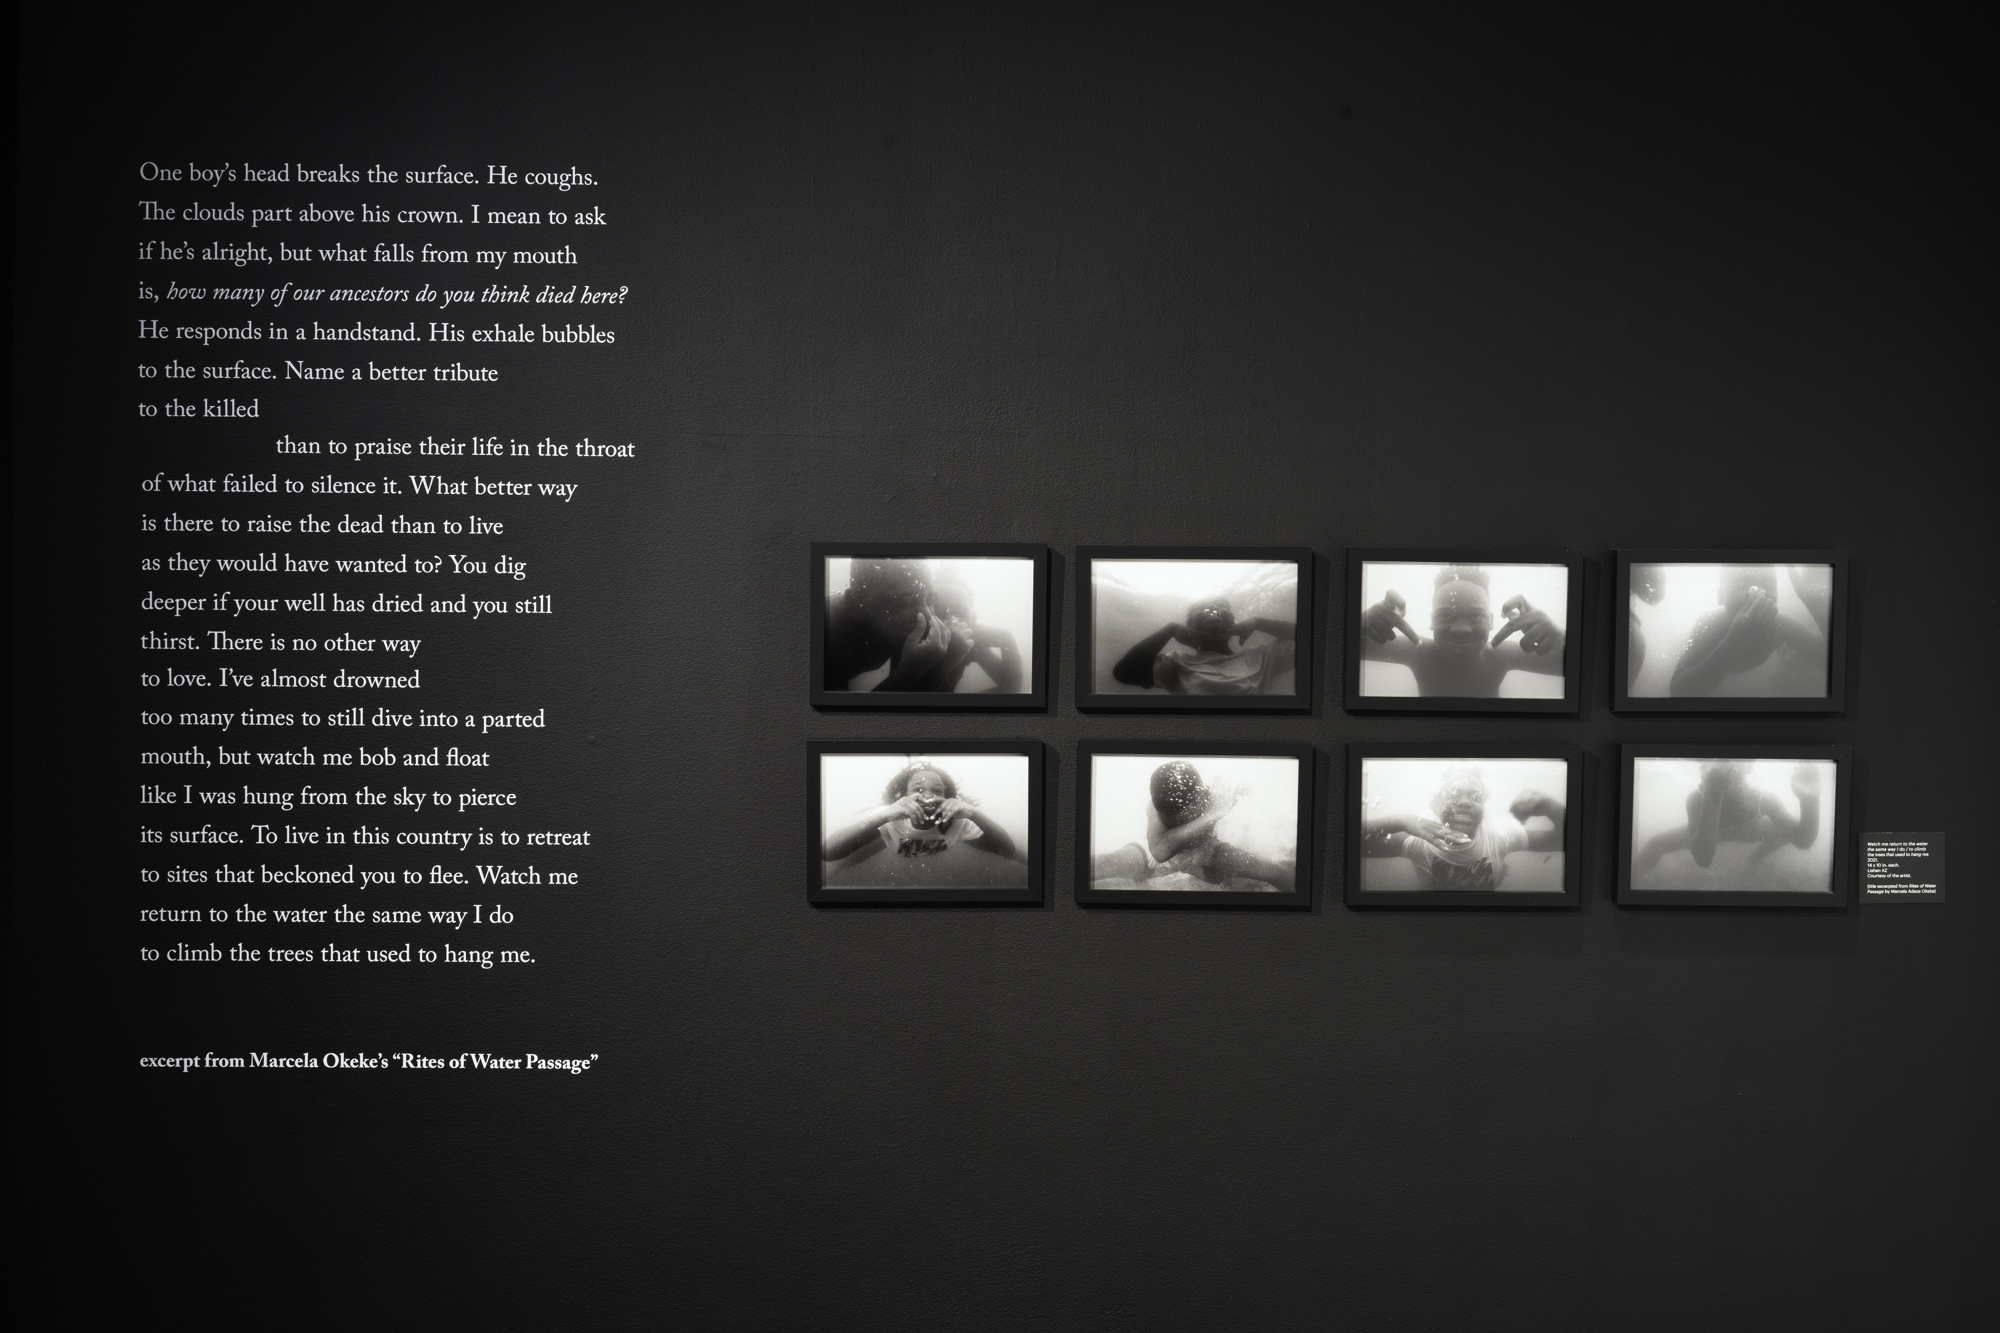 One boy’s head breaks the surface. He coughs.
The clouds part above his crown. I mean to ask
if he’s alright, but what falls from my mouth
is, how many of our ancestors do you think died here?
He responds in a handstand. His exhale bubbles
to the surface. Name a better tribute
to the killed
than to praise their life in the throat
of what failed to silence it. What better way
is there to raise the dead than to live
as they would have wanted to? You dig
deeper if your well has dried and you still
thirst. There is no other way
to love. I’ve almost drowned
too many times to still dive into a parted
mouth, but watch me bob and float
like I was hung from the sky to pierce
its surface. To live in this country is to retreat
to sites that beckoned you to flee. Watch me
return to the water the same way I do
to climb the trees that used to hang me.
excerpt from Marcela Okeke’s “Rites of Water Passage”
Watch me return to the water
the same way I do / to climb
the trees that used to hang me
2021.
14 x 10 in. each.
Lishan AZ
Courtesy of the artist.
(title excerpted from Rites of Water
Passage by Marcela Adeze Okeke)